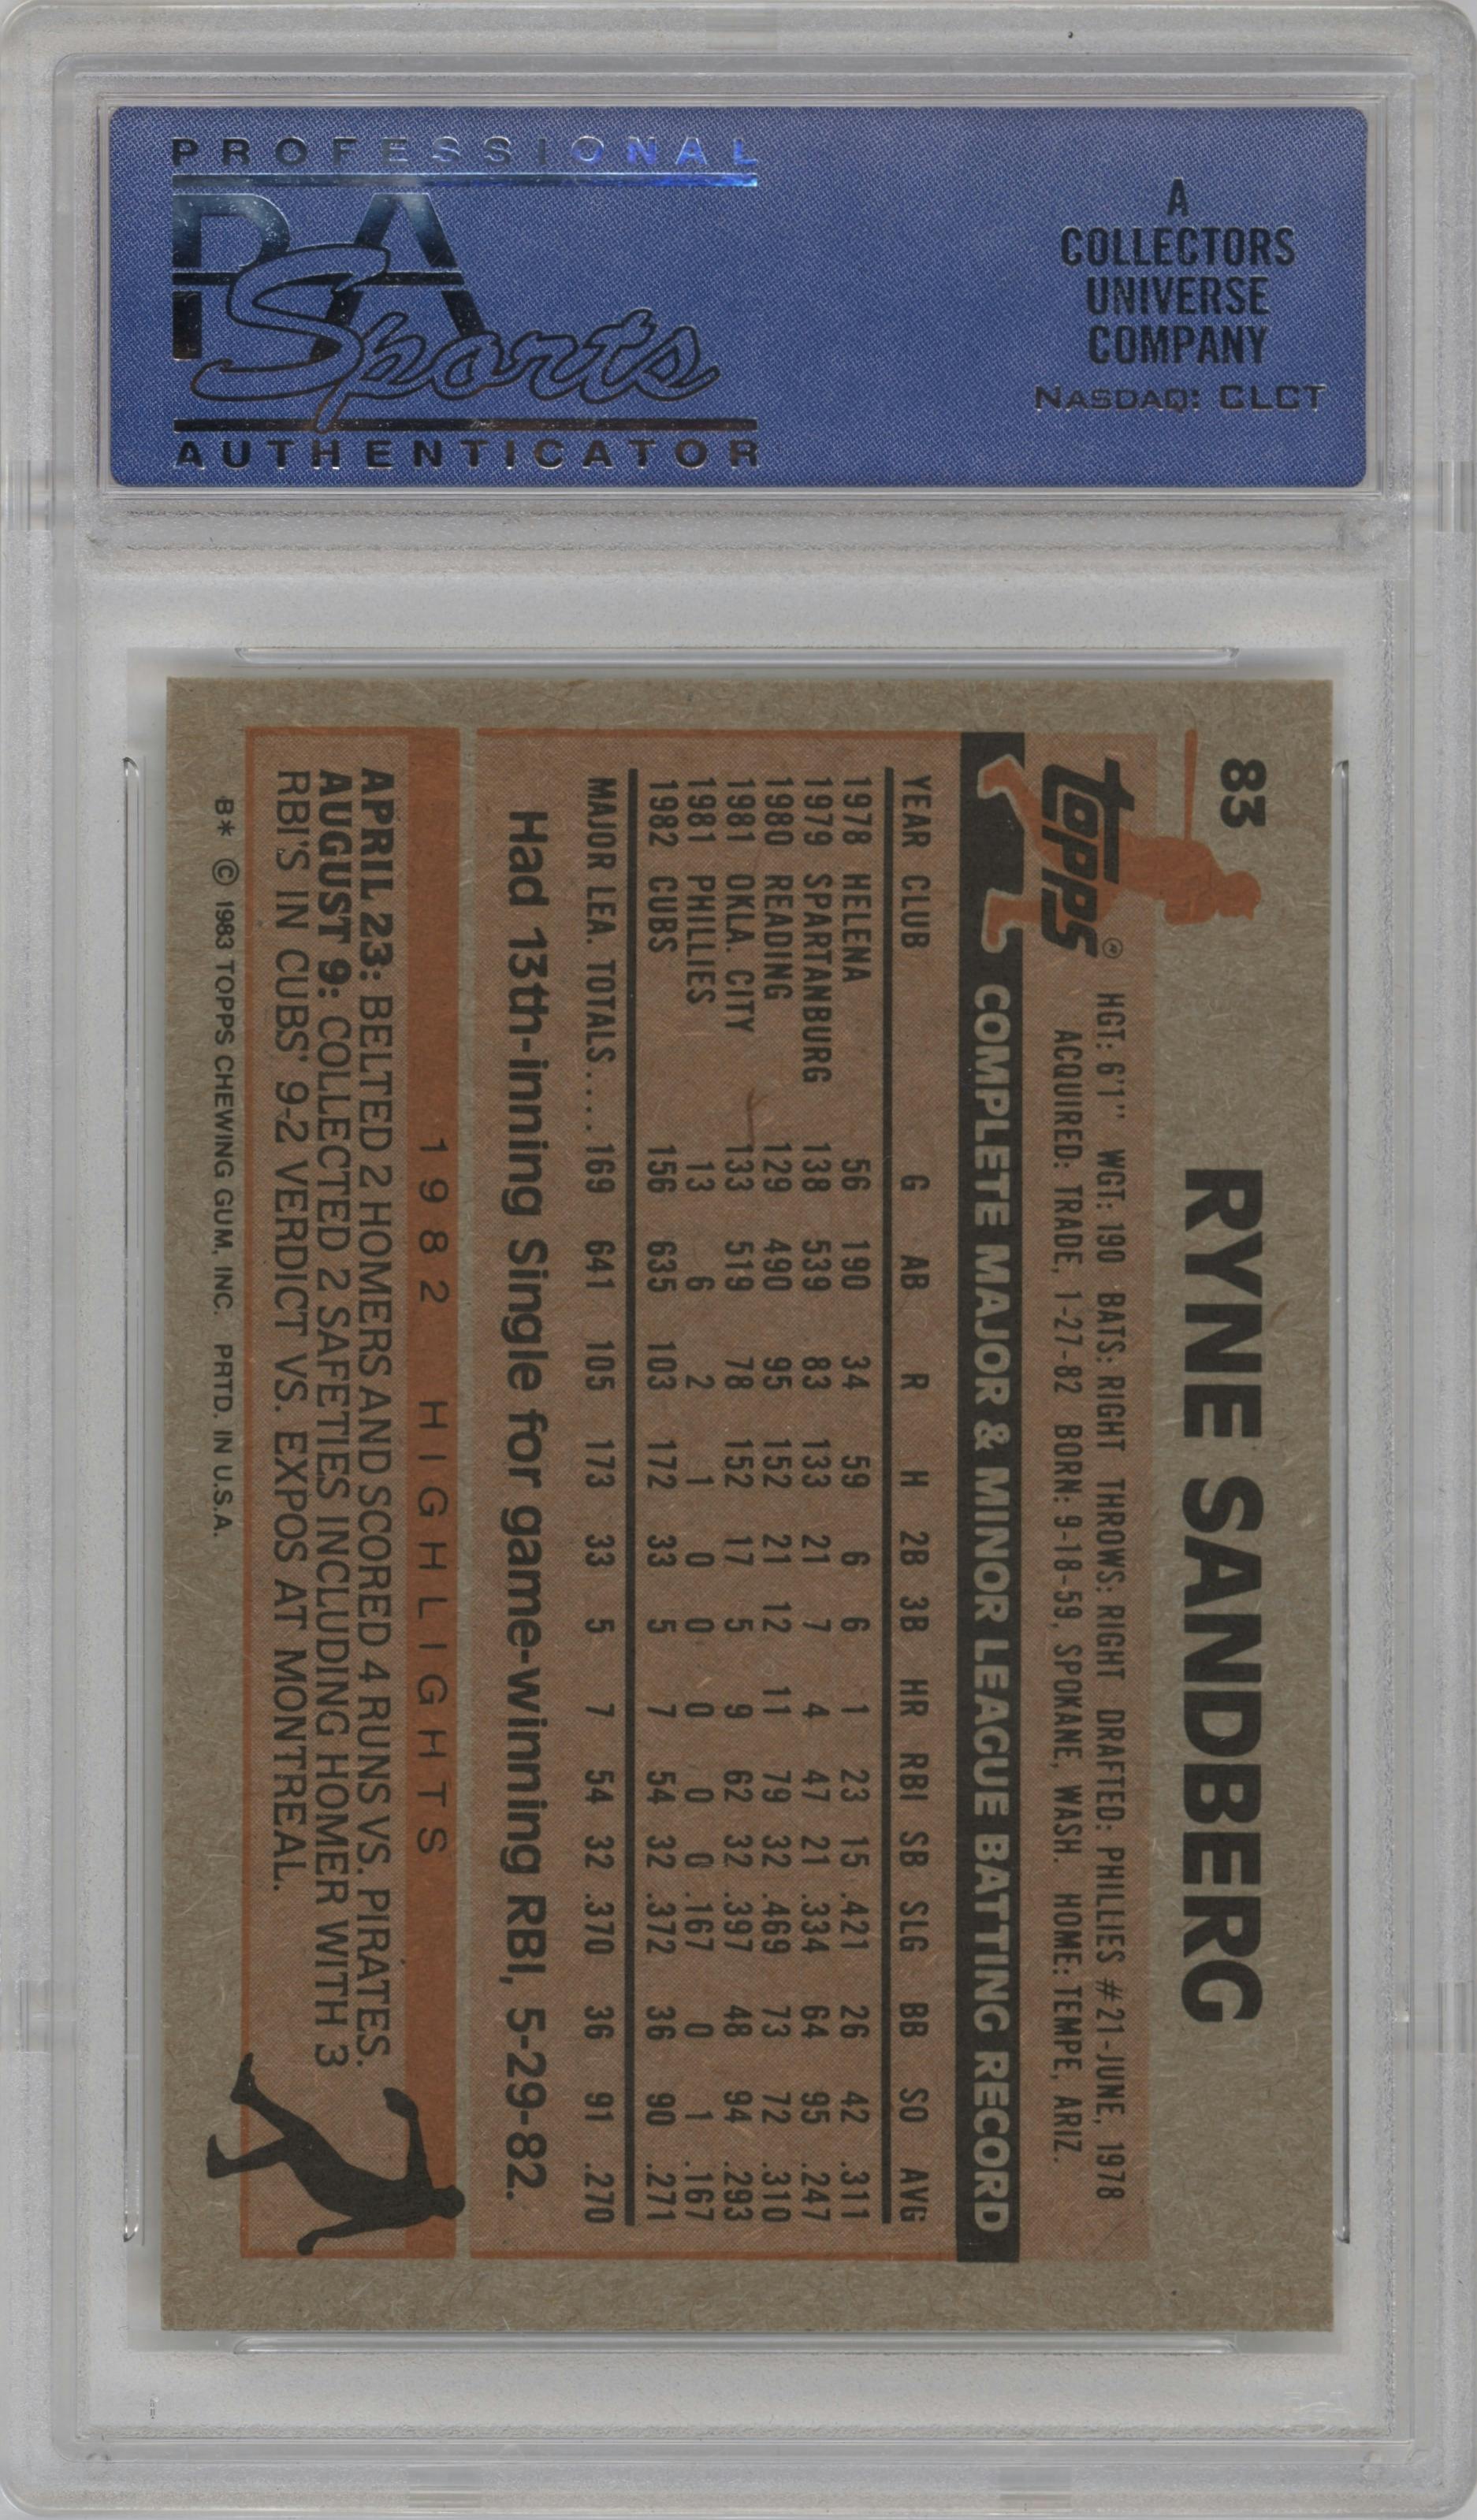 PROFESSIONAL
PSA
Sports
AUTHENTICATOR
A
COLLECTORS
UNIVERSE
COMPANY
NASDAQ: CLCT
83 RYNE SANDBERG
topps®
HGT: 6'1" WGT: 190 BATS: RIGHT THROWS: RIGHT DRAFTED: PHILLIES #21-JUNE, 1978
ACQUIRED: TRADE, 1-27-82 BORN: 9-18-59, SPOKANE, WASH. HOME: TEMPE, ARIZ.
COMPLETE MAJOR & MINOR LEAGUE BATTING RECORD
YEAR CLUB G AB R H 2B 3B HR RBI SB SLG BB SO AVG
1978 HELENA 56 190 34 59 6 6 1 23 15 .421 26 42 .311
1979 SPARTANBURG 138 539 83 133 21 7 4 47 21 .334 64 95 .247
1980 READING 129 490 95 152 21 12 11 79 32 .469 73 72 .310
1981 OKLA. CITY 133 519 78 152 17 5 9 62 32 .397 48 94 .293
1981 PHILLIES 13 6 2 1 0 0 0 0 0 .167 0 1 .167
1982 CUBS 156 635 103 172 33 5 7 54 32 .372 36 90 .271
MAJOR LEA. TOTALS.... 169 641 105 173 33 5 7 54 32 .370 36 91 .270
Had 13th-inning Single for game-winning RBI, 5-29-82.
1982 HIGHLIGHTS
APRIL 23: BELTED 2 HOMERS AND SCORED 4 RUNS VS. PIRATES.
AUGUST 9: COLLECTED 2 SAFETIES INCLUDING HOMER WITH 3
RBI'S IN CUBS' 9-2 VERDICT VS. EXPOS AT MONTREAL.
B* © 1983 TOPPS CHEWING GUM, INC. PRTD. IN U.S.A.